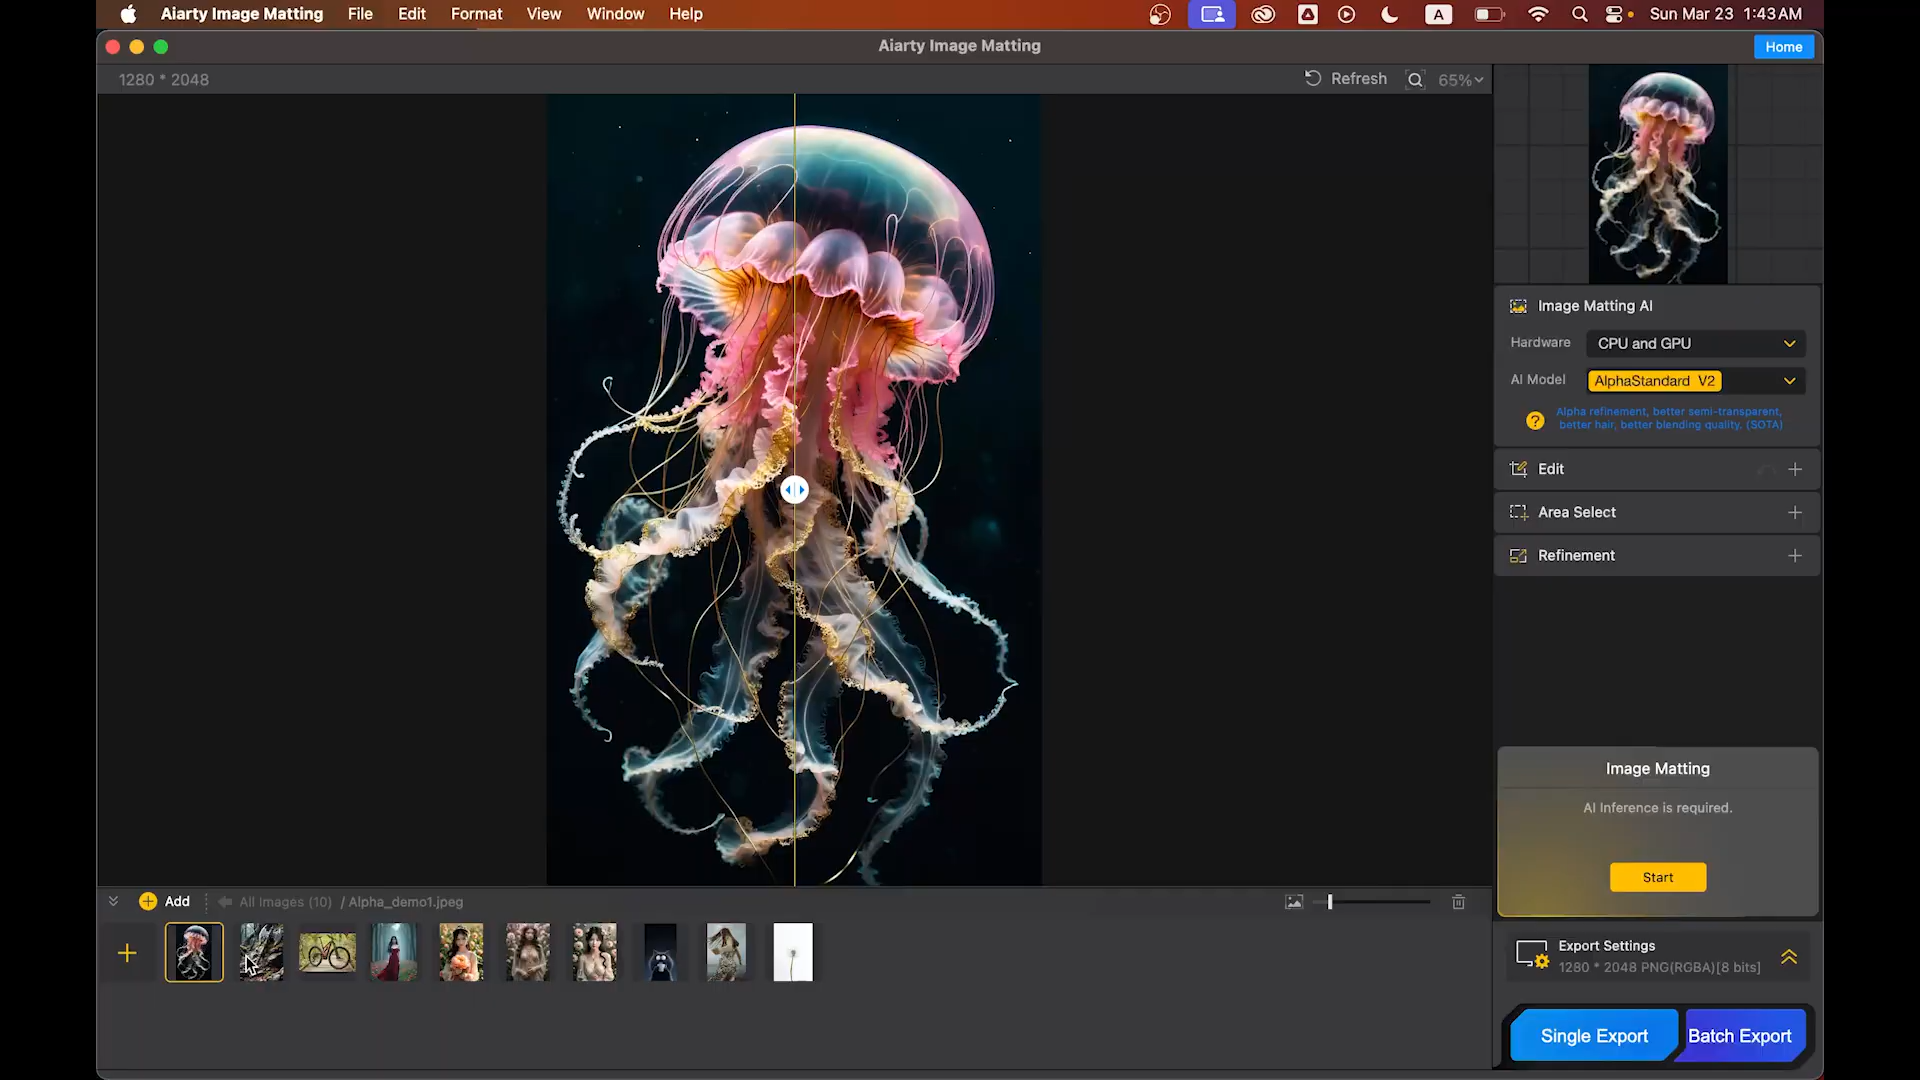 Aiarty Image Matting File Edit Format View Window Help A Sun Mar 23 1:43 AM
Aiarty Image Matting Home
1280 * 2048 Refresh 65%
Image Matting AI
Hardware CPU and GPU
AI Model AlphaStandard V2
? Alpha refinement, better semi-transparent,
better hair, better blending quality. (SOTA)
Edit
Area Select
Refinement
Image Matting
AI Inference is required.
Start
Add All Images (10) / Alpha_demo1.jpeg
Export Settings
1280 * 2048 PNG(RGBA)[8 bits]
Single Export Batch Export